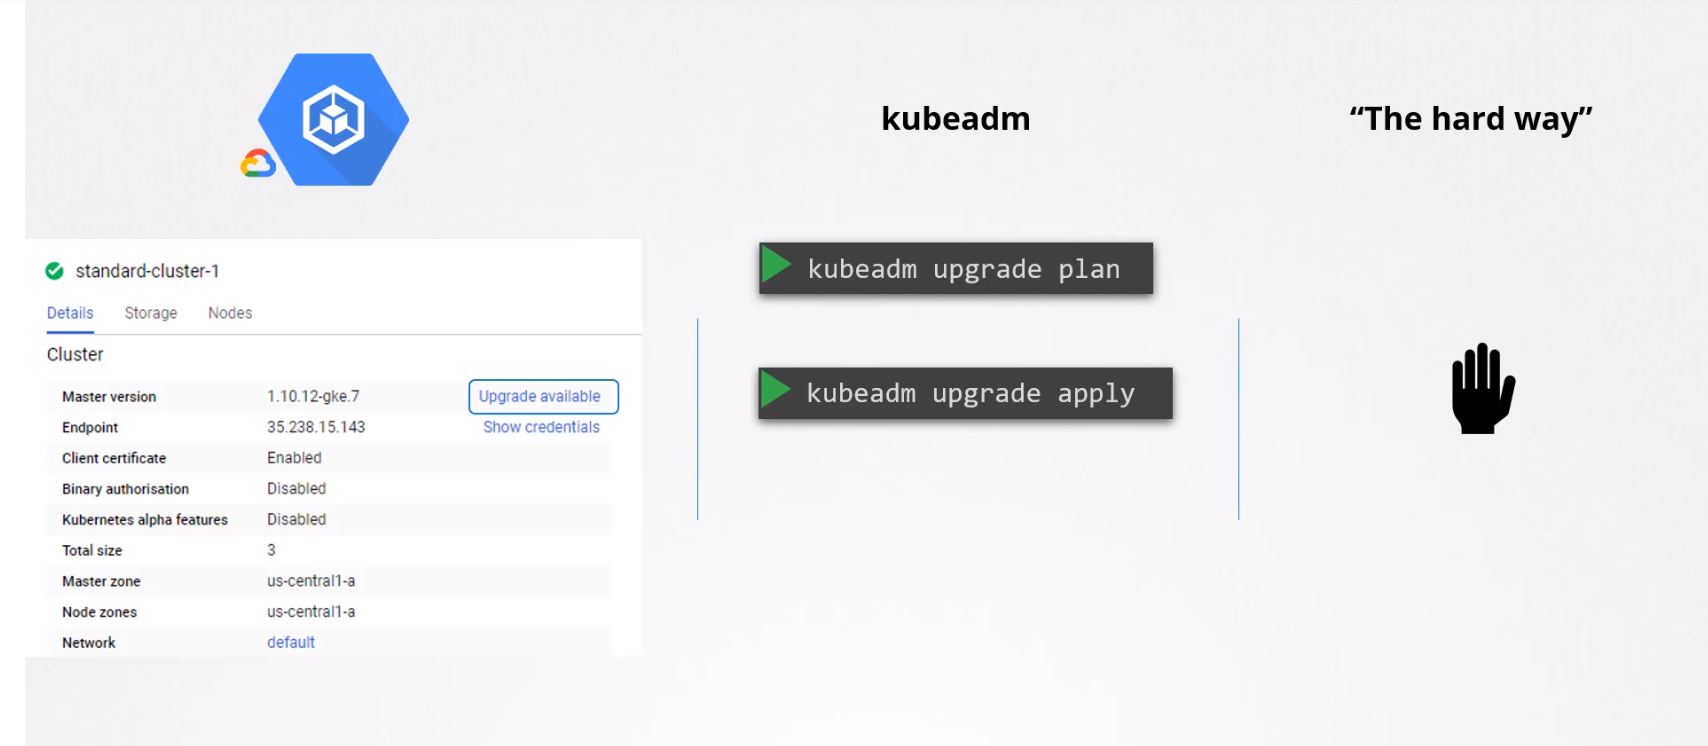 kubeadm
“The hard way”
standard-cluster-1
Details Storage Nodes
Cluster
Master version 1.10.12-gke.7 Upgrade available
Endpoint 35.238.15.143 Show credentials
Client certificate Enabled
Binary authorisation Disabled
Kubernetes alpha features Disabled
Total size 3
Master zone us-central1-a
Node zones us-central1-a
Network default
kubeadm upgrade plan
kubeadm upgrade apply